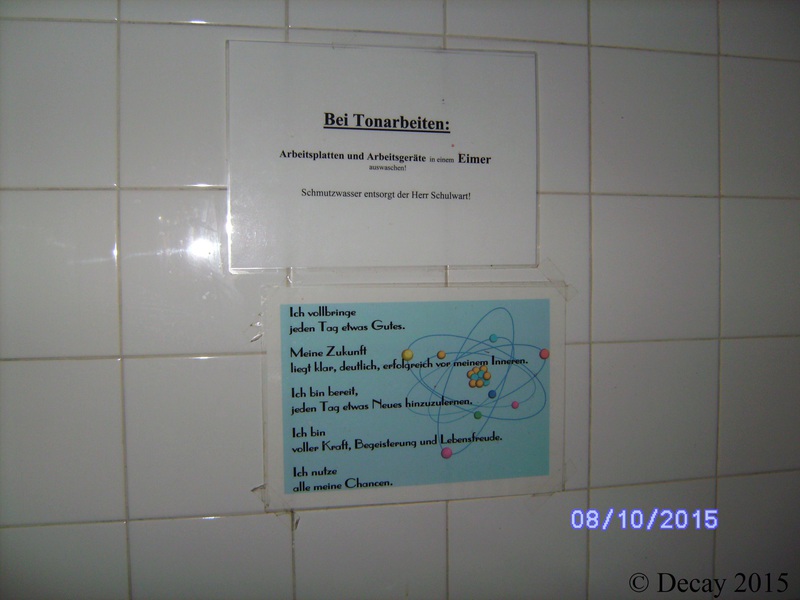 Bei Tonarbeiten:
Arbeitsplatten und Arbeitsgeräte in einem Eimer
auswaschen!
Schmutzwasser entsorgt der Herr Schulwart!
Ich vollbringe
jeden Tag etwas Gutes.
Meine Zukunft
liegt klar, deutlich, erfolgreich vor meinem Inneren.
Ich bin bereit,
jeden Tag etwas Neues hinzuzulernen.
Ich bin
voller Kraft, Begeisterung und Lebensfreude.
Ich nutze
alle meine Chancen.
08/10/2015
© Decay 2015